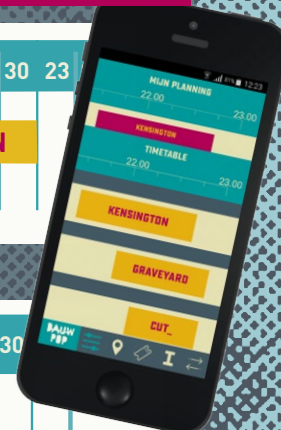 30 23
N
30
41% 12:23
MIJN PLANNING
22.00 23.00
KENSINGTON
TIMETABLE
22.00 23.00
KENSINGTON
GRAVEYARD
CUT_
BAUW
POP